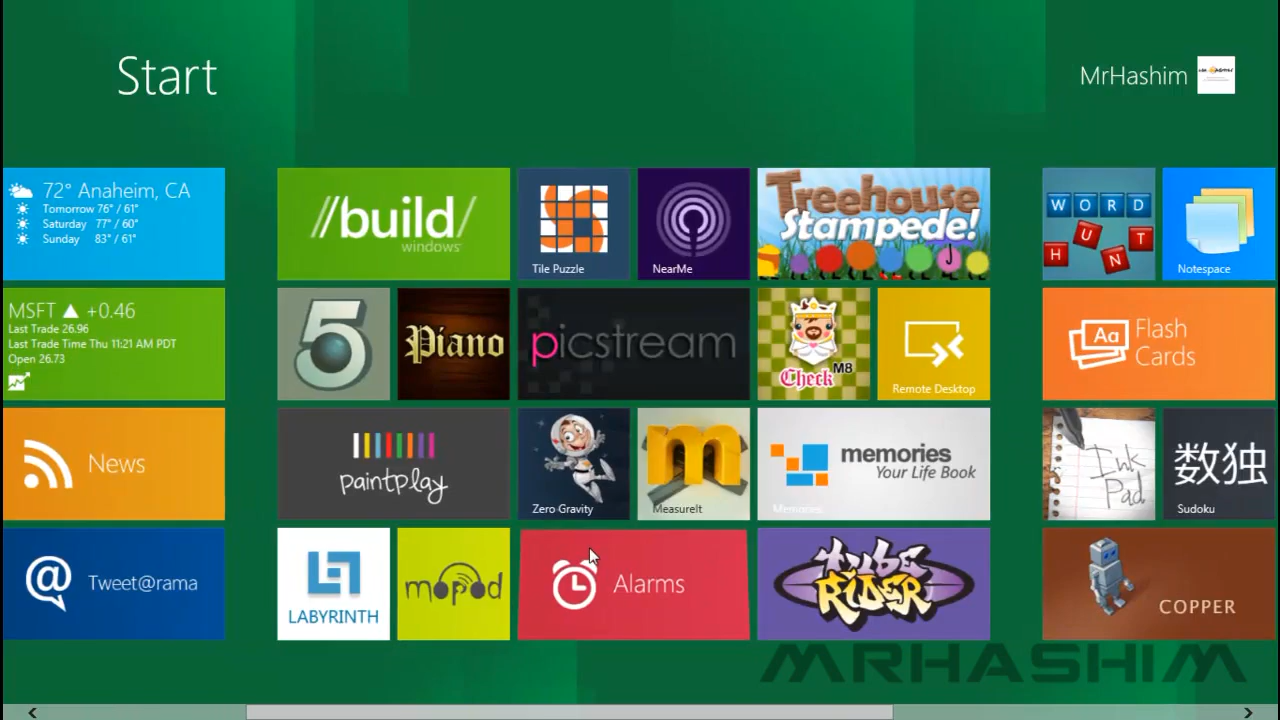 Start
MrHashim
72° Anaheim, CA
Tomorrow 76° / 61°
Saturday 77° / 60°
Sunday 83° / 61°
MSFT ▲ +0.46
Last Trade 26.96
Last Trade Time Thu 11:21 AM PDT
Open 26.73
News
Tweet@rama
//build/
windows
Tile Puzzle
NearMe
Treehouse
Stampede!
5
Piano
picstream
Check M8
Remote Desktop
paintplay
Zero Gravity
m
MeasureIt
memories
Your Life Book
Memories
LABYRINTH
mopod
Alarms
tube
RiDER
WORD
HUNT
Notespace
Aa
Flash
Cards
Ink
Pad
数独
Sudoku
COPPER
MRHASHIM